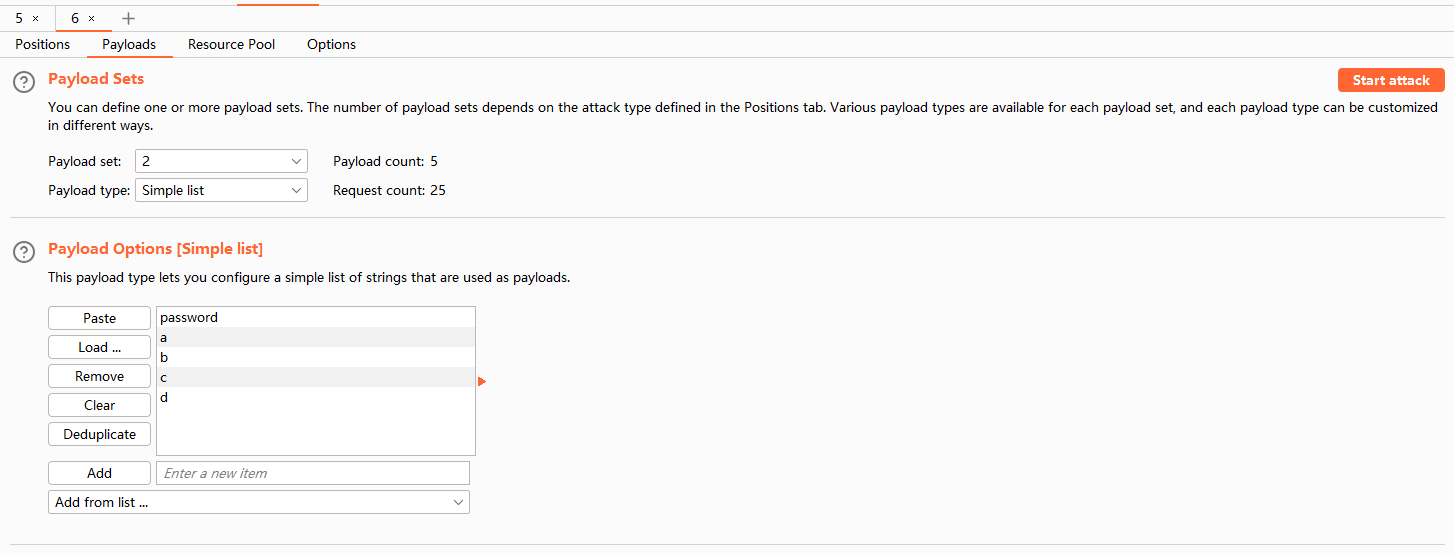 5 × 6 × +
Positions Payloads Resource Pool Options
? Payload Sets
Start attack
You can define one or more payload sets. The number of payload sets depends on the attack type defined in the Positions tab. Various payload types are available for each payload set, and each payload type can be customized
in different ways.
Payload set: 2 Payload count: 5
Payload type: Simple list Request count: 25
? Payload Options [Simple list]
This payload type lets you configure a simple list of strings that are used as payloads.
Paste
Load ...
Remove
Clear
Deduplicate
password
a
b
c
d
Add Enter a new item
Add from list ...